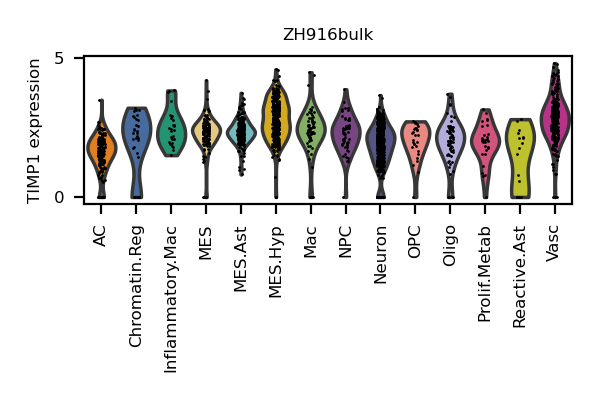 ZH916bulk
TIMP1 expression
5
0
AC
Chromatin.Reg
Inflammatory.Mac
MES
MES.Ast
MES.Hyp
Mac
NPC
Neuron
OPC
Oligo
Prolif.Metab
Reactive.Ast
Vasc